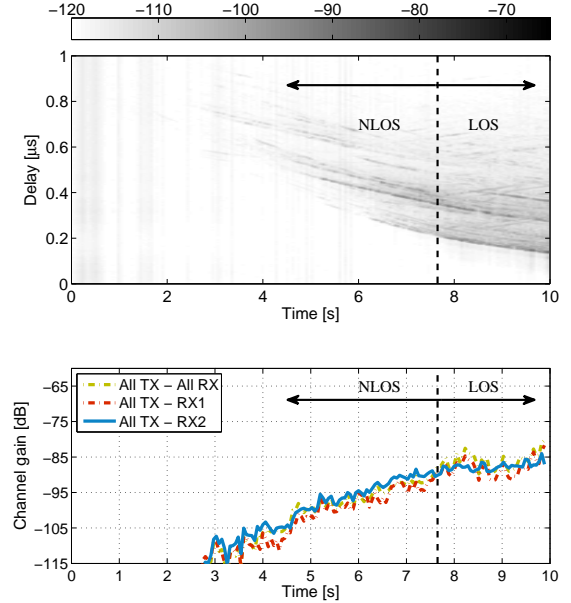 −120 −110 −100 −90 −80 −70
1
0.8
0.6
0.4
0.2
0
Delay [µs]
NLOS LOS
0 2 4 6 8 10
Time [s]
−65
−75
−85
−95
−105
−115
Channel gain [dB]
All TX − All RX
All TX − RX1
All TX − RX2
NLOS LOS
0 1 2 3 4 5 6 7 8 9 10
Time [s]